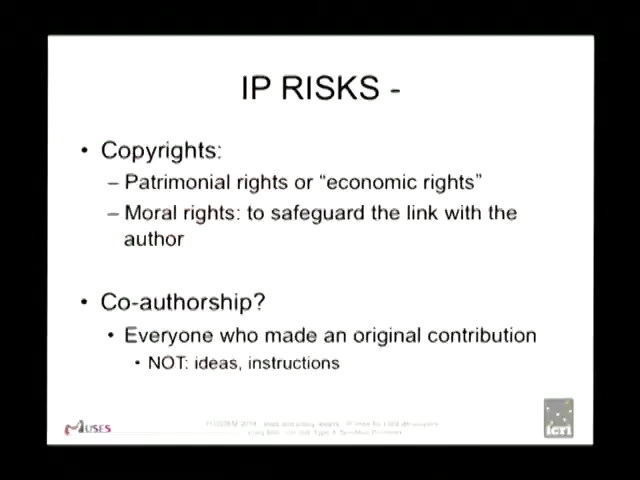 IP RISKS -
• Copyrights:
– Patrimonial rights or “economic rights”
– Moral rights: to safeguard the link with the
author
• Co-authorship?
• Everyone who made an original contribution
• NOT: ideas, instructions
MUSES
icri